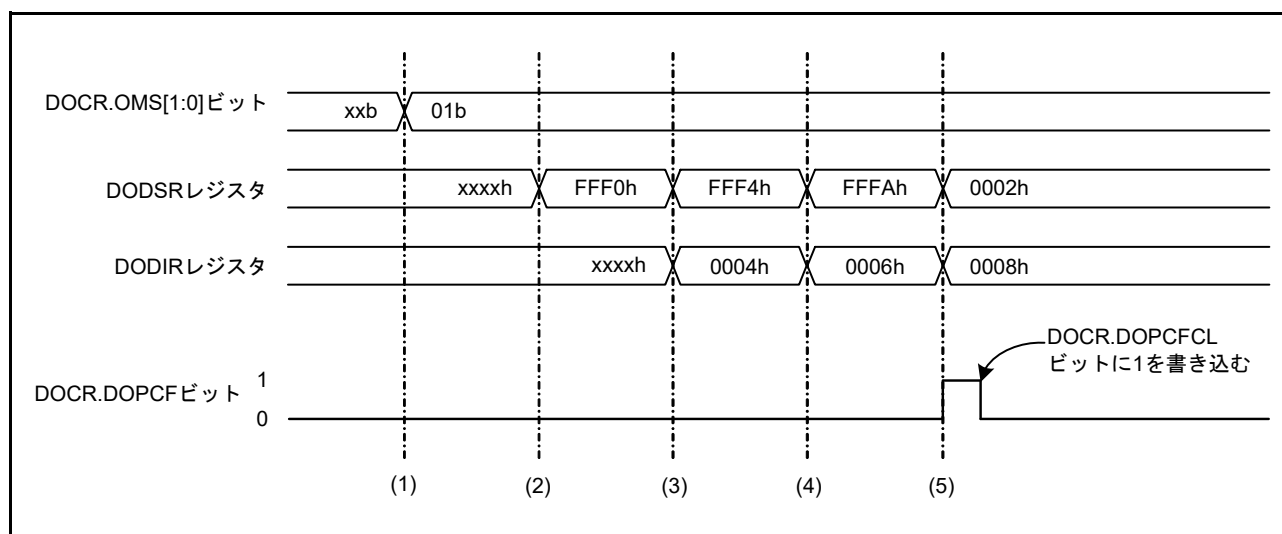 DOCR.OMS[1:0]ビット
xxb
01b
DODSRレジスタ
xxxxh
FFF0h
FFF4h
FFFAh
0002h
DODIRレジスタ
xxxxh
0004h
0006h
0008h
DOCR.DOPCFCL
ビットに1を書き込む
DOCR.DOPCFビット
1
0
(1)
(2)
(3)
(4)
(5)